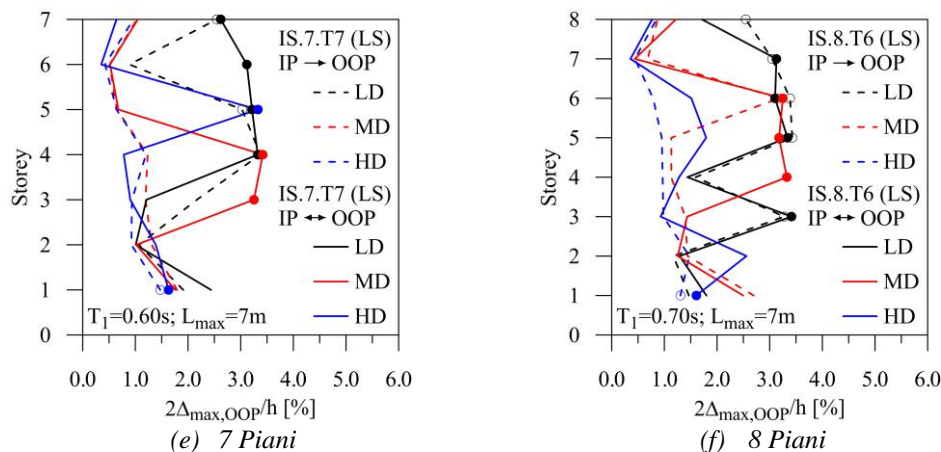 7
6
5
4
3
2
1
0
Storey
IS.7.T7 (LS)
IP → OOP
LD
MD
HD
IS.7.T7 (LS)
IP ↔ OOP
LD
MD
HD
T1=0.60s; Lmax=7m
0.0 1.0 2.0 3.0 4.0 5.0 6.0
2Δmax,OOP/h [%]
(e) 7 Piani
8
7
6
5
4
3
2
1
0
Storey
IS.8.T6 (LS)
IP → OOP
LD
MD
HD
IS.8.T6 (LS)
IP ↔ OOP
LD
MD
HD
T1=0.70s; Lmax=7m
0.0 1.0 2.0 3.0 4.0 5.0 6.0
2Δmax,OOP/h [%]
(f) 8 Piani